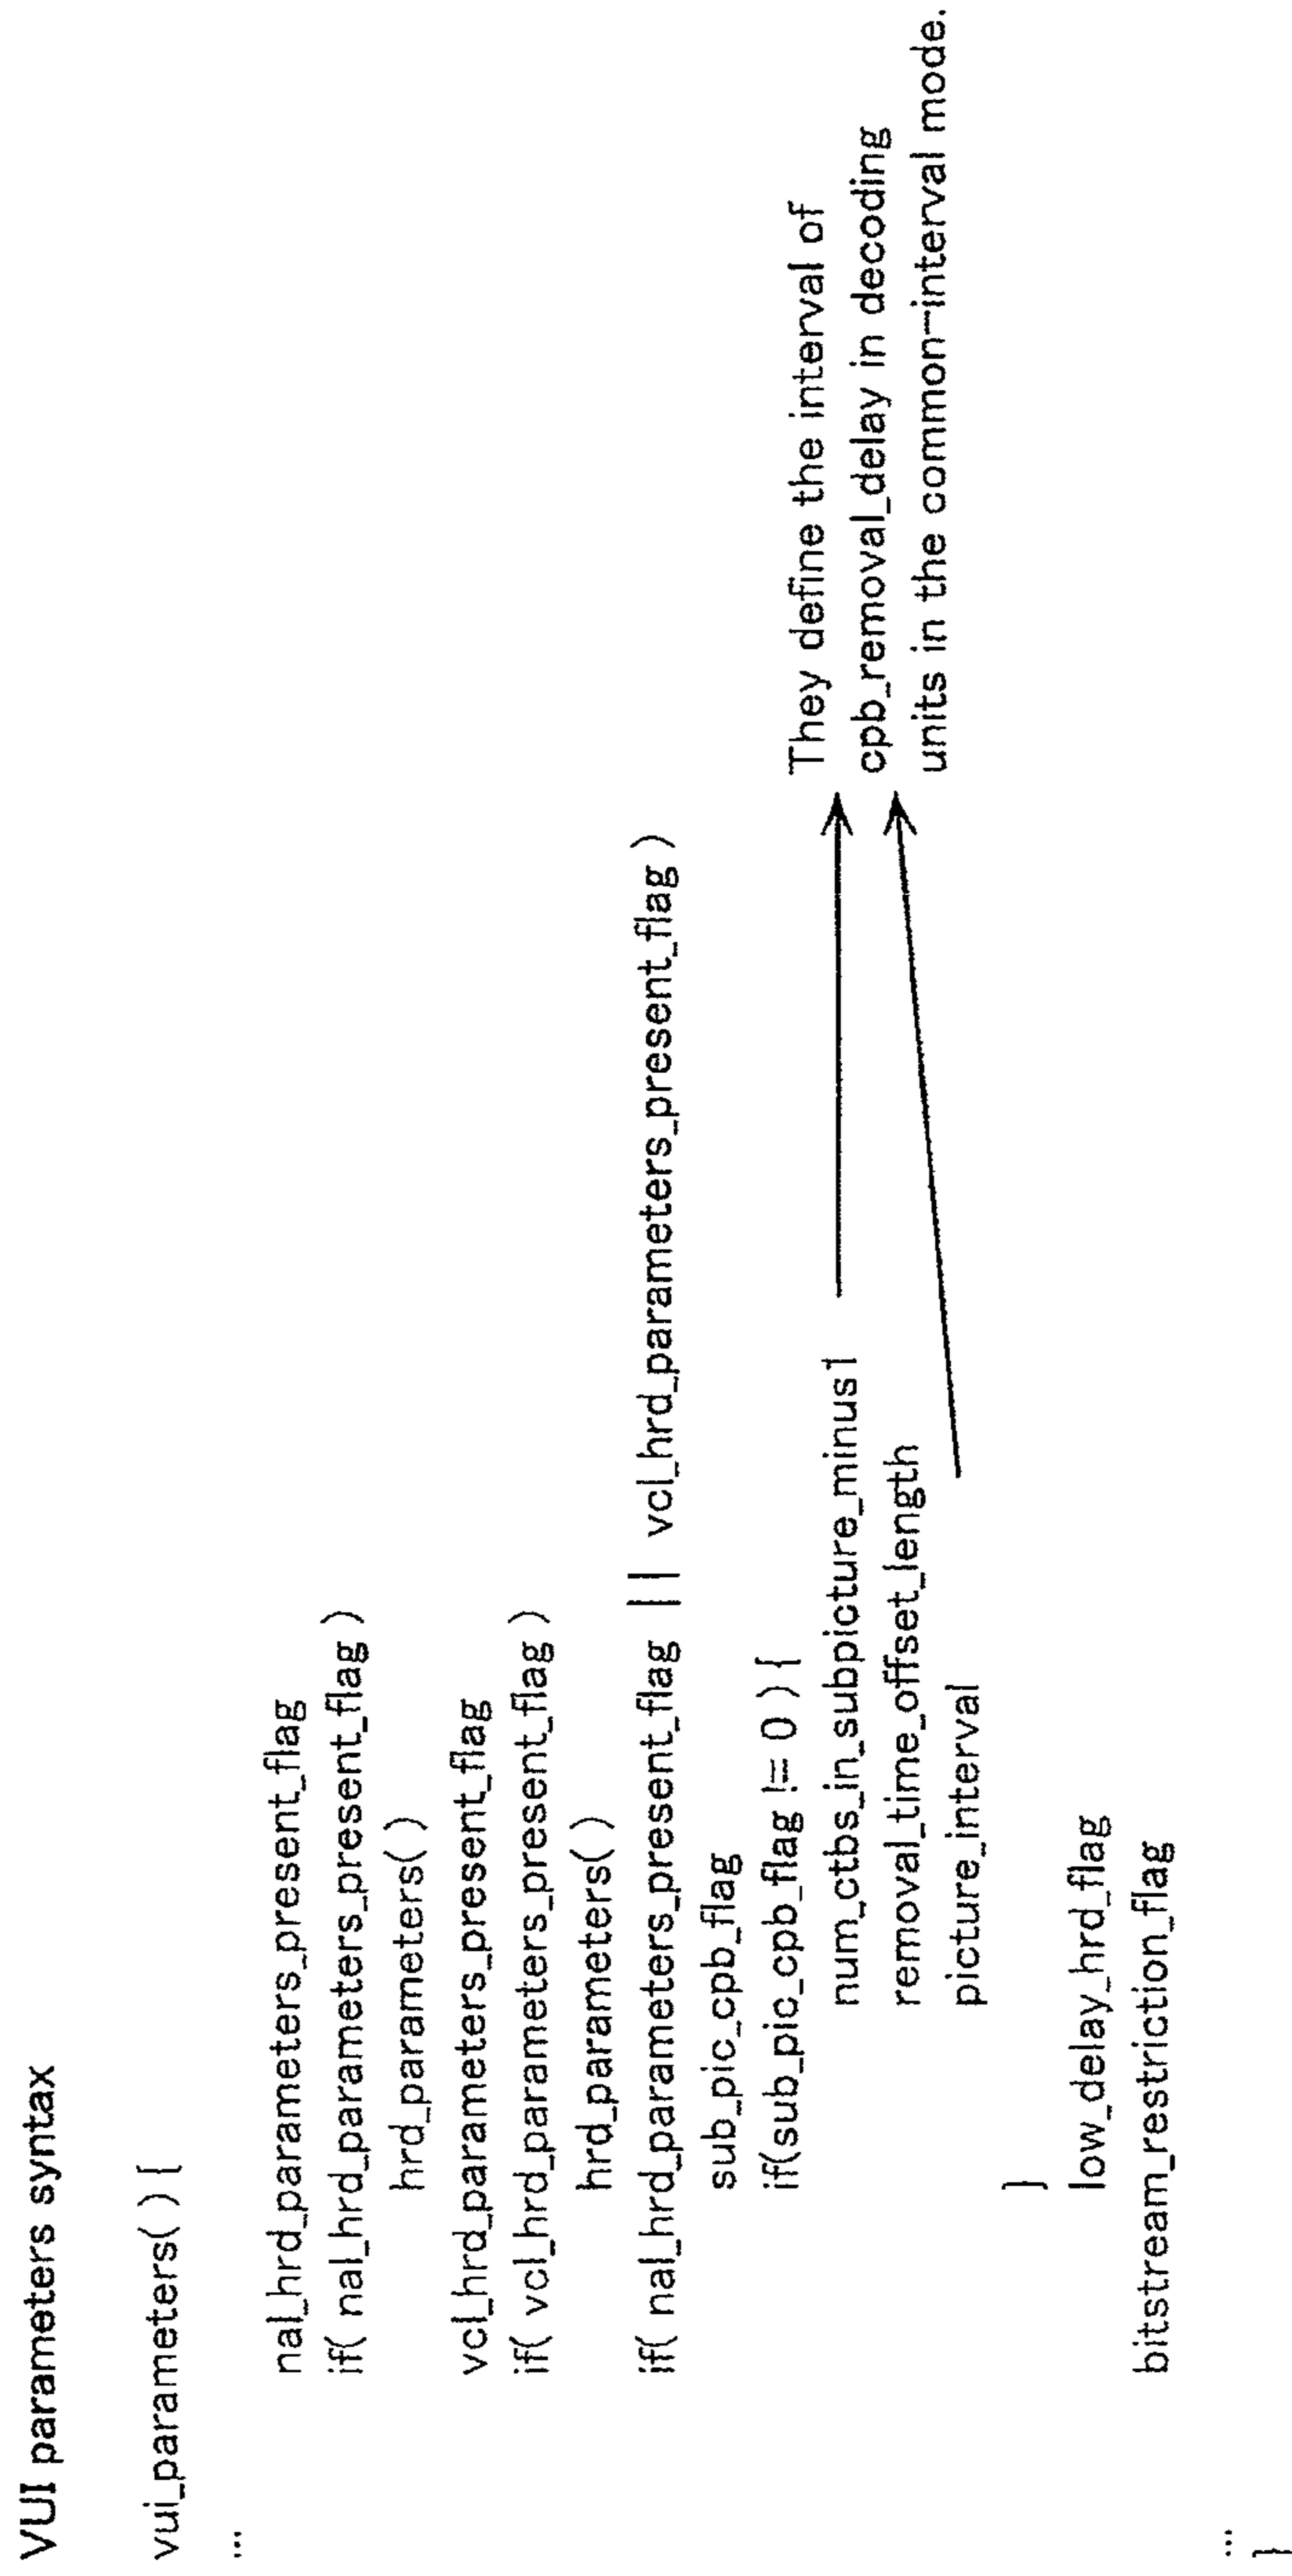 VUI parameters syntax
vui_parameters( ) {
...
nal_hrd_parameters_present_flag
if( nal_hrd_parameters_present_flag )
hrd_parameters( )
vcl_hrd_parameters_present_flag
if( vcl_hrd_parameters_present_flag )
hrd_parameters( )
if( nal_hrd_parameters_present_flag || vcl_hrd_parameters_present_flag )
sub_pic_cpb_flag
if(sub_pic_cpb_flag != 0 ) {
num_ctbs_in_subpicture_minus1
removal_time_offset_length
picture_interval
They define the interval of
cpb_removal_delay in decoding
units in the common-interval mode.
}
low_delay_hrd_flag
bitstream_restriction_flag
...
}